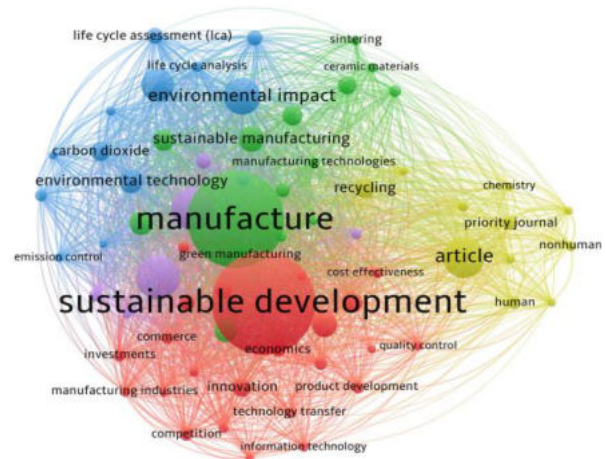 life cycle assessment (lca)
sintering
life cycle analysis
ceramic materials
environmental impact
sustainable manufacturing
carbon dioxide
manufacturing technologies
environmental technology
recycling
chemistry
manufacture
priority journal
nonhuman
emission control
green manufacturing
article
cost effectiveness
sustainable development
human
commerce
economics
quality control
investments
manufacturing industries
innovation
product development
technology transfer
competition
information technology